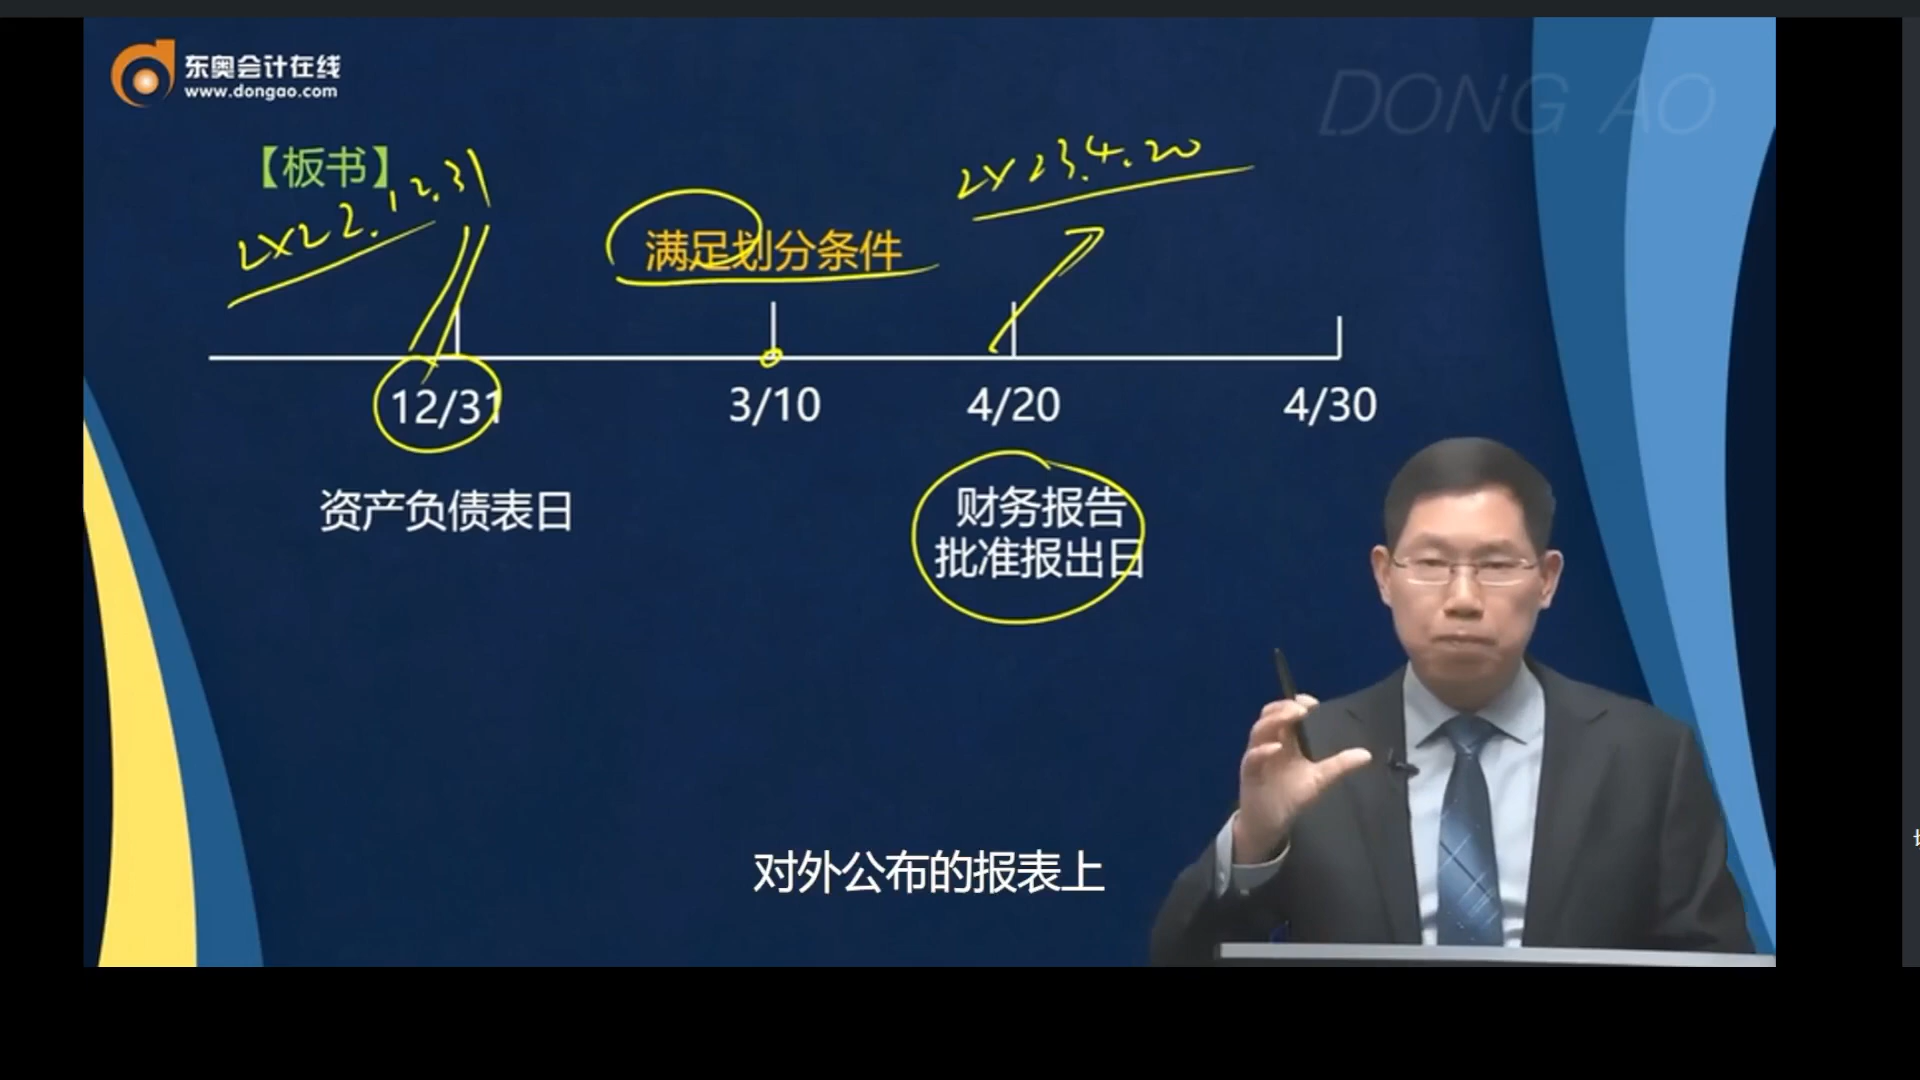 东奥会计在线
www.dongao.com
DONG AO
【板书】
2X22.12.31
2X23.4.20
满足划分条件
12/31
3/10
4/20
4/30
资产负债表日
财务报告
批准报出日
对外公布的报表上